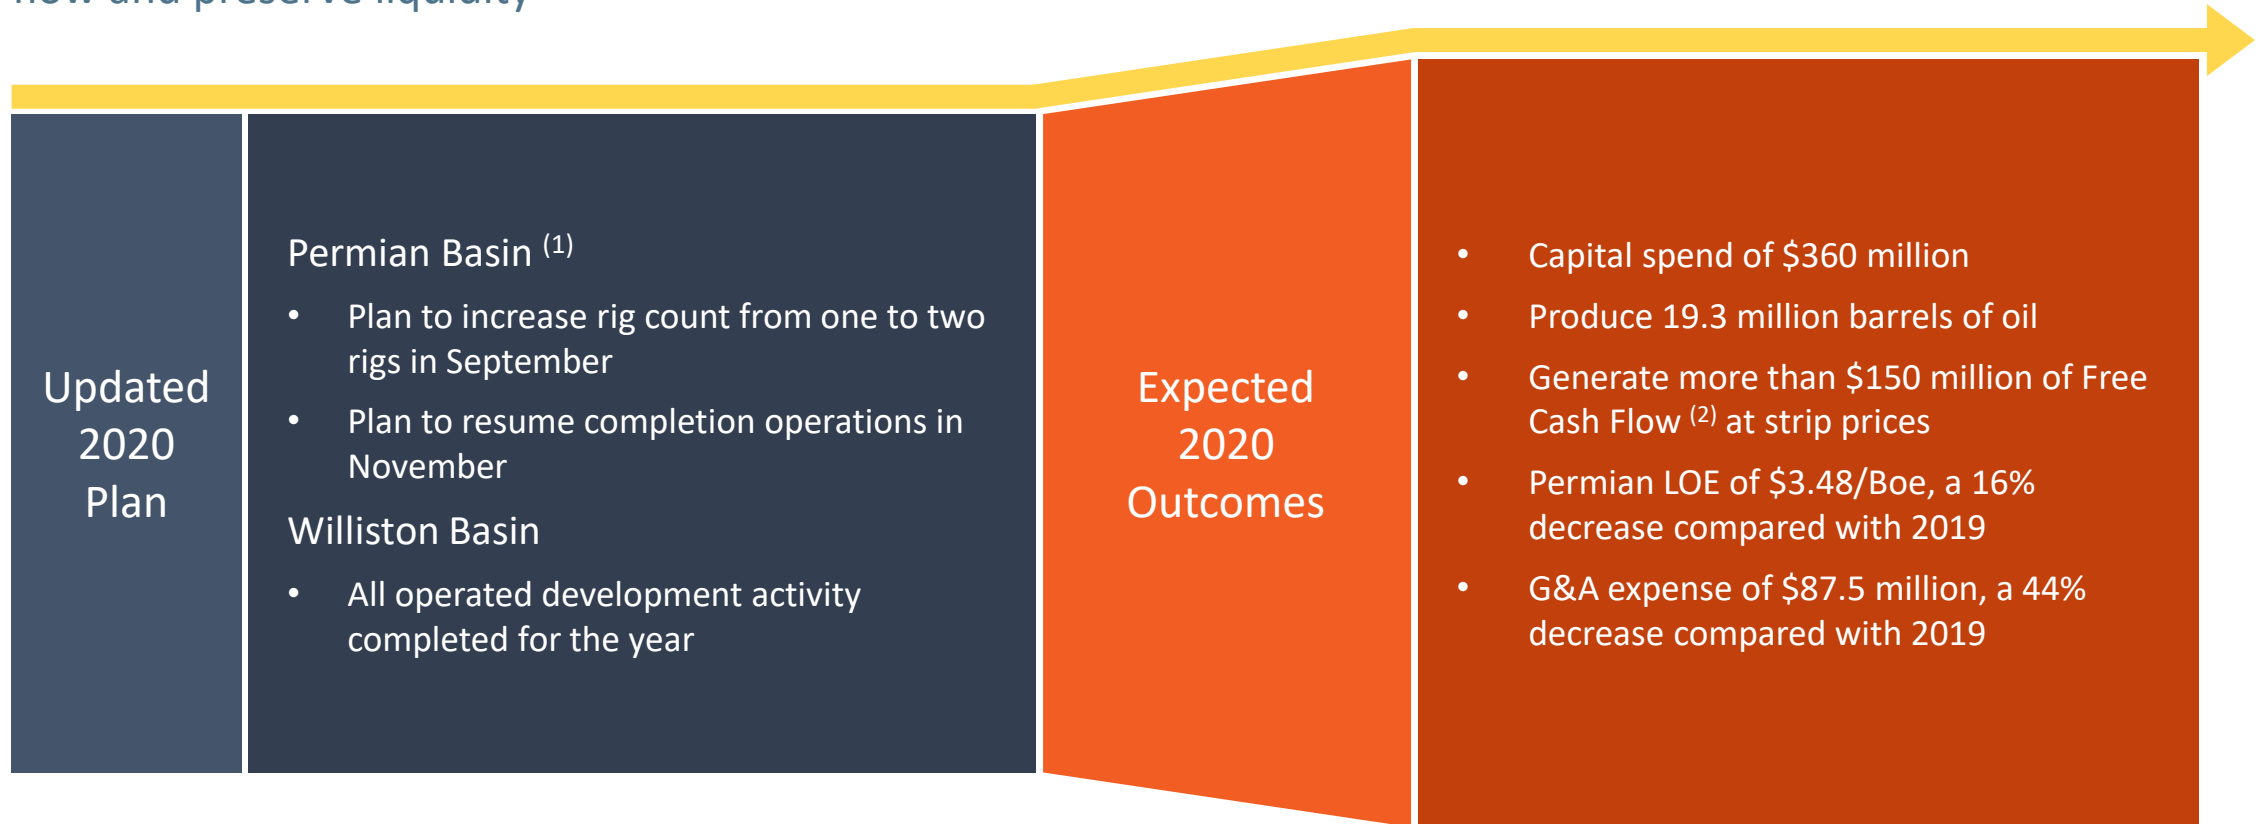 flow and preserve liquidity
Updated
2020
Plan
Permian Basin (1)
• Plan to increase rig count from one to two
rigs in September
• Plan to resume completion operations in
November
Williston Basin
• All operated development activity
completed for the year
Expected
2020
Outcomes
• Capital spend of $360 million
• Produce 19.3 million barrels of oil
• Generate more than $150 million of Free
Cash Flow (2) at strip prices
• Permian LOE of $3.48/Boe, a 16%
decrease compared with 2019
• G&A expense of $87.5 million, a 44%
decrease compared with 2019